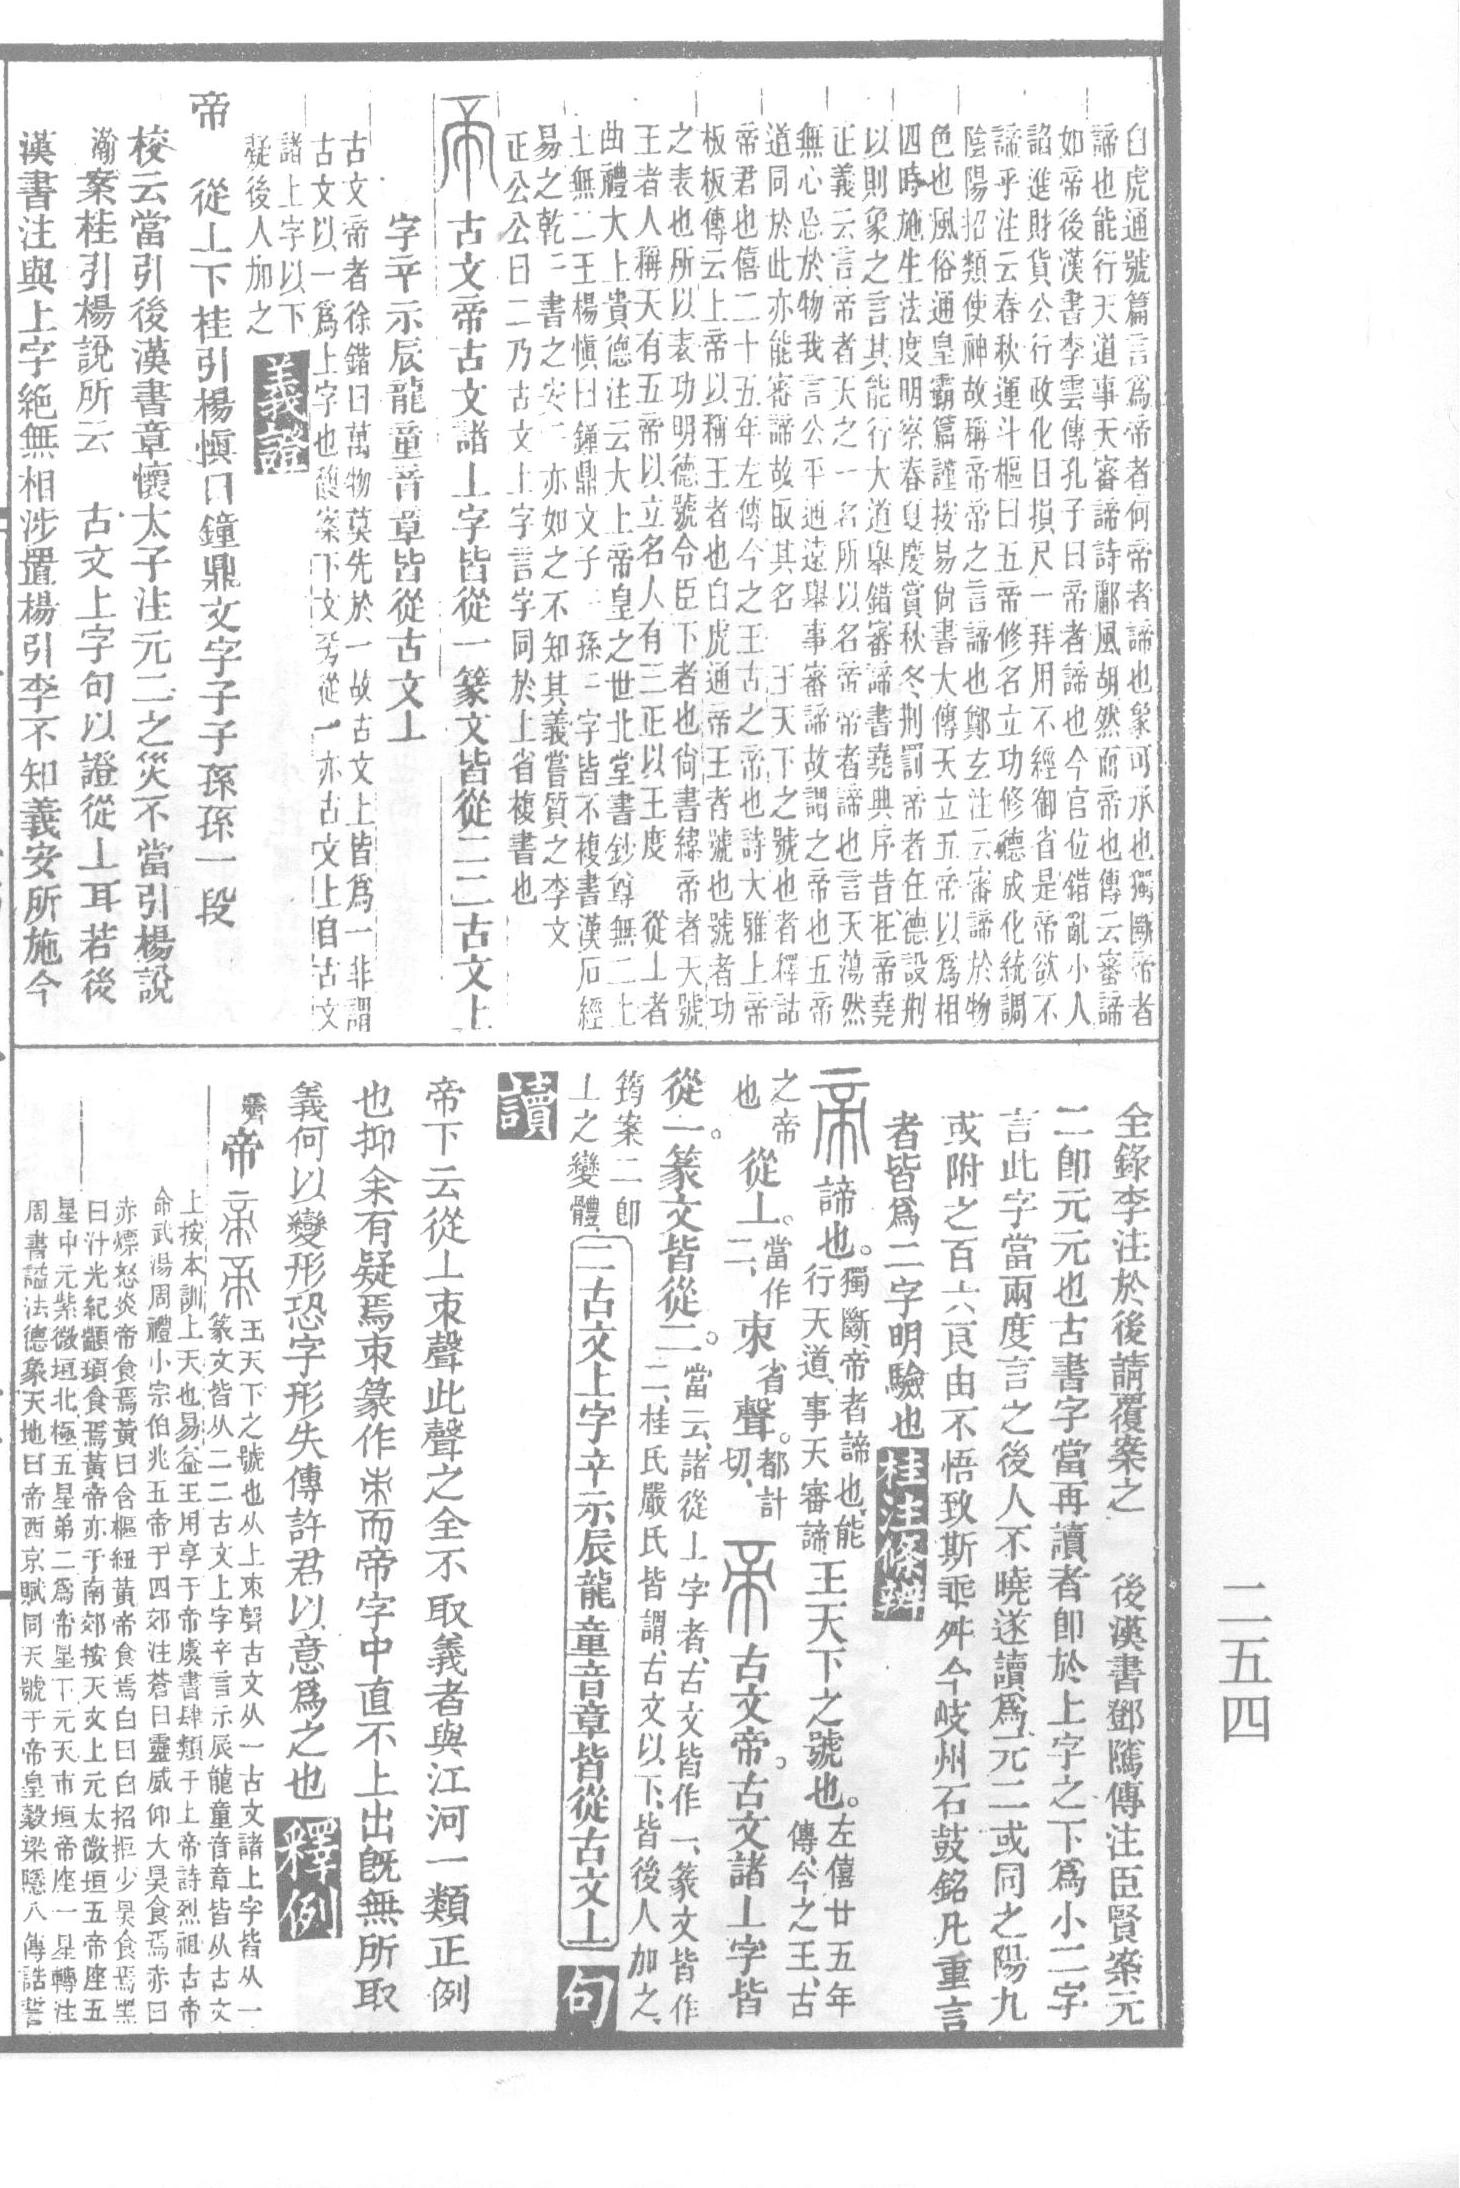 白虎通號篇言爲帝者何帝者諦也象可承也獨斷帝者
諦也能行天道事天審諦詩鄘風胡然而帝也傳云審諦
如帝後漢書李雲傳孔子曰帝者諦也今官位錯亂小人
諂進財貨公行政化日損尺一拜用不經御省是帝欲不
諦乎注云春秋運斗樞曰五帝修名立功修德成化統調
陰陽招類使神故稱帝帝之言諦也鄭玄注云審諦於物
色也風俗通皇霸篇謹按易尙書大傳天立五帝以爲相
四時施生法度明察春夏慶賞秋冬刑罰帝者任德設刑
以則象之言其能行大道舉錯審諦書堯典序昔在帝堯
正義云言帝者天之一名所以名帝帝者諦也言天蕩然
無心忘於物我言公平通遠舉事審諦故謂之帝也五帝
道同於此亦能審諦故取其名　王天下之號也者釋詁
帝君也僖二十五年左傳今之王古之帝也詩大雅上帝
板板傳云上帝以稱王者也白虎通帝王者號也號者功
之表也所以表功明德號令臣下者也尙書緯帝者天號
王者人稱天有五帝以立名人有三正以王度　從丄者
曲禮大上貴德注云大上帝皇之世北堂書鈔尊無二上
土無二王楊愼曰鐘鼎文子二孫二字皆不複書漢石經
易之乾二書之安二亦如之不知其義嘗質之李文
正公公曰二乃古文上字言字同於上省複書也
帝古文帝古文諸丄字皆從一篆文皆從二二古文上
字䇂示辰龍童音章皆從古文丄
古文帝者徐鍇曰萬物莫先於一故古文上皆爲一非謂
古文以一爲上字也馥案下文旁從一亦古文上自古文
諸上字以下
疑後人加之
義證
帝　從丄下桂引楊愼曰鐘鼎文字子子孫孫一段
校云當引後漢書章懷太子注元二之災不當引楊說
瀚案桂引楊說所云　古文上字句以證從丄耳若後
漢書注與上字絶無相涉置楊引李不知義安所施今
全錄李注於後請覆案之　後漢書鄧騭傳注臣賢案元
二卽元元也古書字當再讀者卽於上字之下爲小二字
言此字當兩度言之後人不曉遂讀爲元二或同之陽九
或附之百六良由不悟致斯乖舛今岐州石鼓銘凡重言
者皆爲二字明驗也
桂注條辨
帝諦也。獨斷、帝者諦也、能行天道、事天審諦王天下之號也。左僖廿五年傳、今之王、古
之帝也從丄。當作二、朿省聲。都計切、帝古文帝。古文諸丄字皆
從一。篆文皆從二。當云、諸從丄字者、古文皆作一、篆文皆作二、桂氏嚴氏皆謂、古文以下、皆後人加之、
筠案二卽丄之變體、二古文上字䇂示辰龍童音章皆從古文丄
句
讀
帝下云從丄朿聲此聲之全不取義者與江河一類正例
也抑余有疑焉朿篆作朿而帝字中直不上出旣無所取
義何以變形恐字形失傳許君以意爲之也
釋例
帝王天下之號也从上朿聲古文从一古文諸上字皆从一
篆文皆从二二古文上字䇂言示辰龍童音章皆从古文
上按本訓上天也易益王用享于帝虞書肆類于上帝詩烈祖古帝
命武湯周禮小宗伯兆五帝于四郊注蒼曰靈威仰大昊食焉赤曰
赤熛怒炎帝食焉黃曰含樞紐黃帝食焉白曰白招拒少昊食焉黑
曰汁光紀顓頊食焉黃帝亦于南郊按天文上元太微垣五帝座五
星中元紫微垣北極五星弟二爲帝星下元天市垣帝座一星轉注
周書謚法德象天地曰帝西京賦同天號于帝皇穀梁隱八傳誥誓
二五四